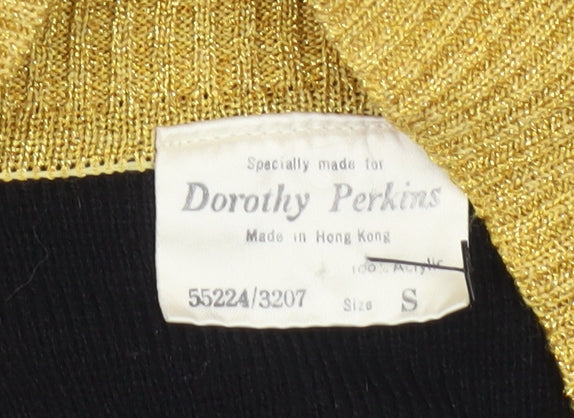 Specially made for
Dorothy Perkins
Made in Hong Kong
100% Acrylic
55224/3207 Size S